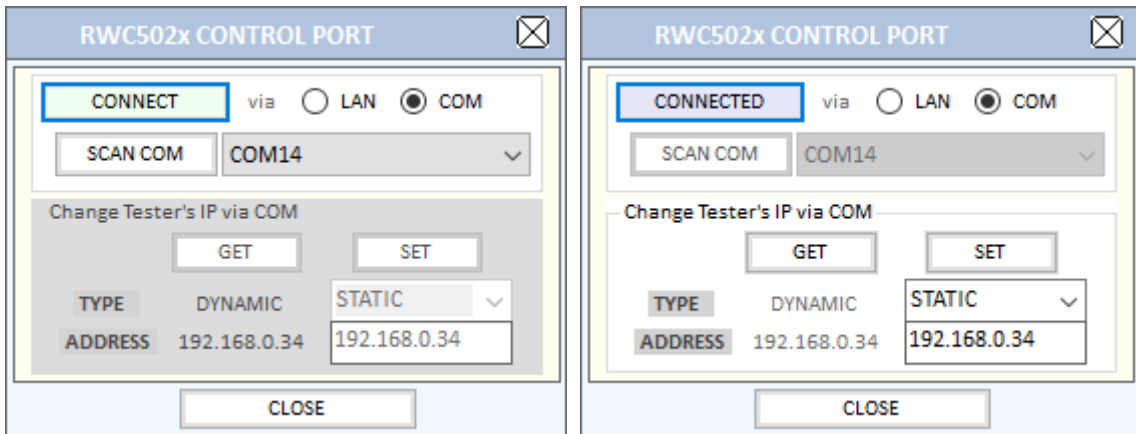 RWC502x CONTROL PORT
CONNECT via LAN COM
SCAN COM COM14
Change Tester's IP via COM
GET SET
TYPE DYNAMIC STATIC
ADDRESS 192.168.0.34 192.168.0.34
CLOSE
RWC502x CONTROL PORT
CONNECTED via LAN COM
SCAN COM COM14
Change Tester's IP via COM
GET SET
TYPE DYNAMIC STATIC
ADDRESS 192.168.0.34 192.168.0.34
CLOSE